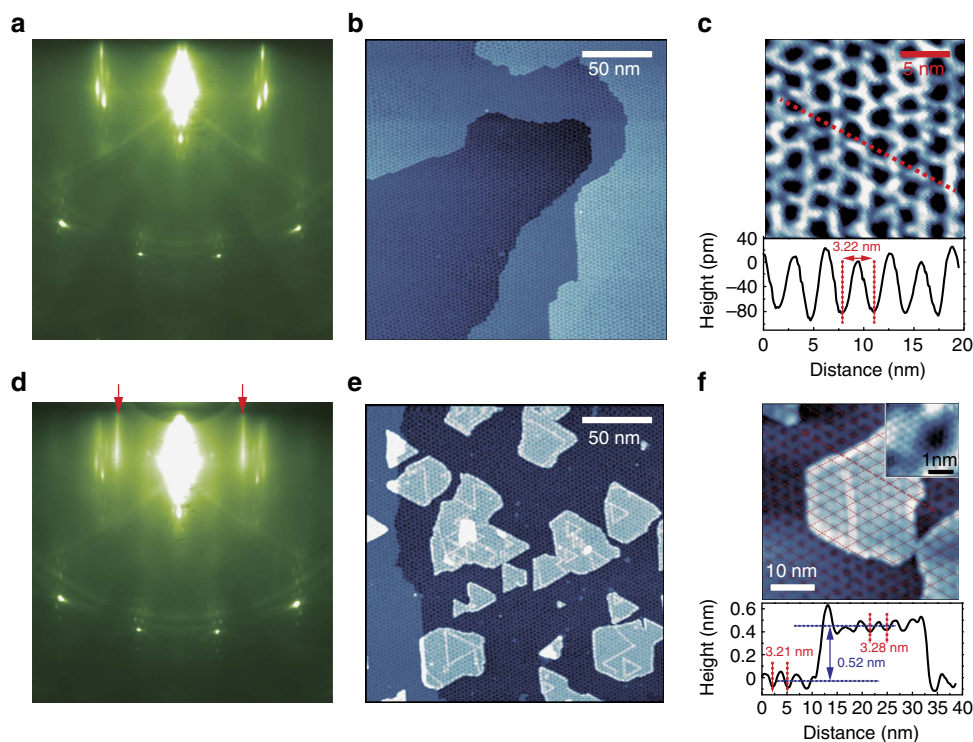 a
b
c
50 nm
5 nm
3.22 nm
40
0
−40
−80
Height (pm)
0
5
10
15
20
Distance (nm)
d
e
f
50 nm
1nm
10 nm
0.6
0.4
0.2
0
Height (nm)
3.21 nm
3.28 nm
0.52 nm
0 5 10 15 20 25 30 35 40
Distance (nm)